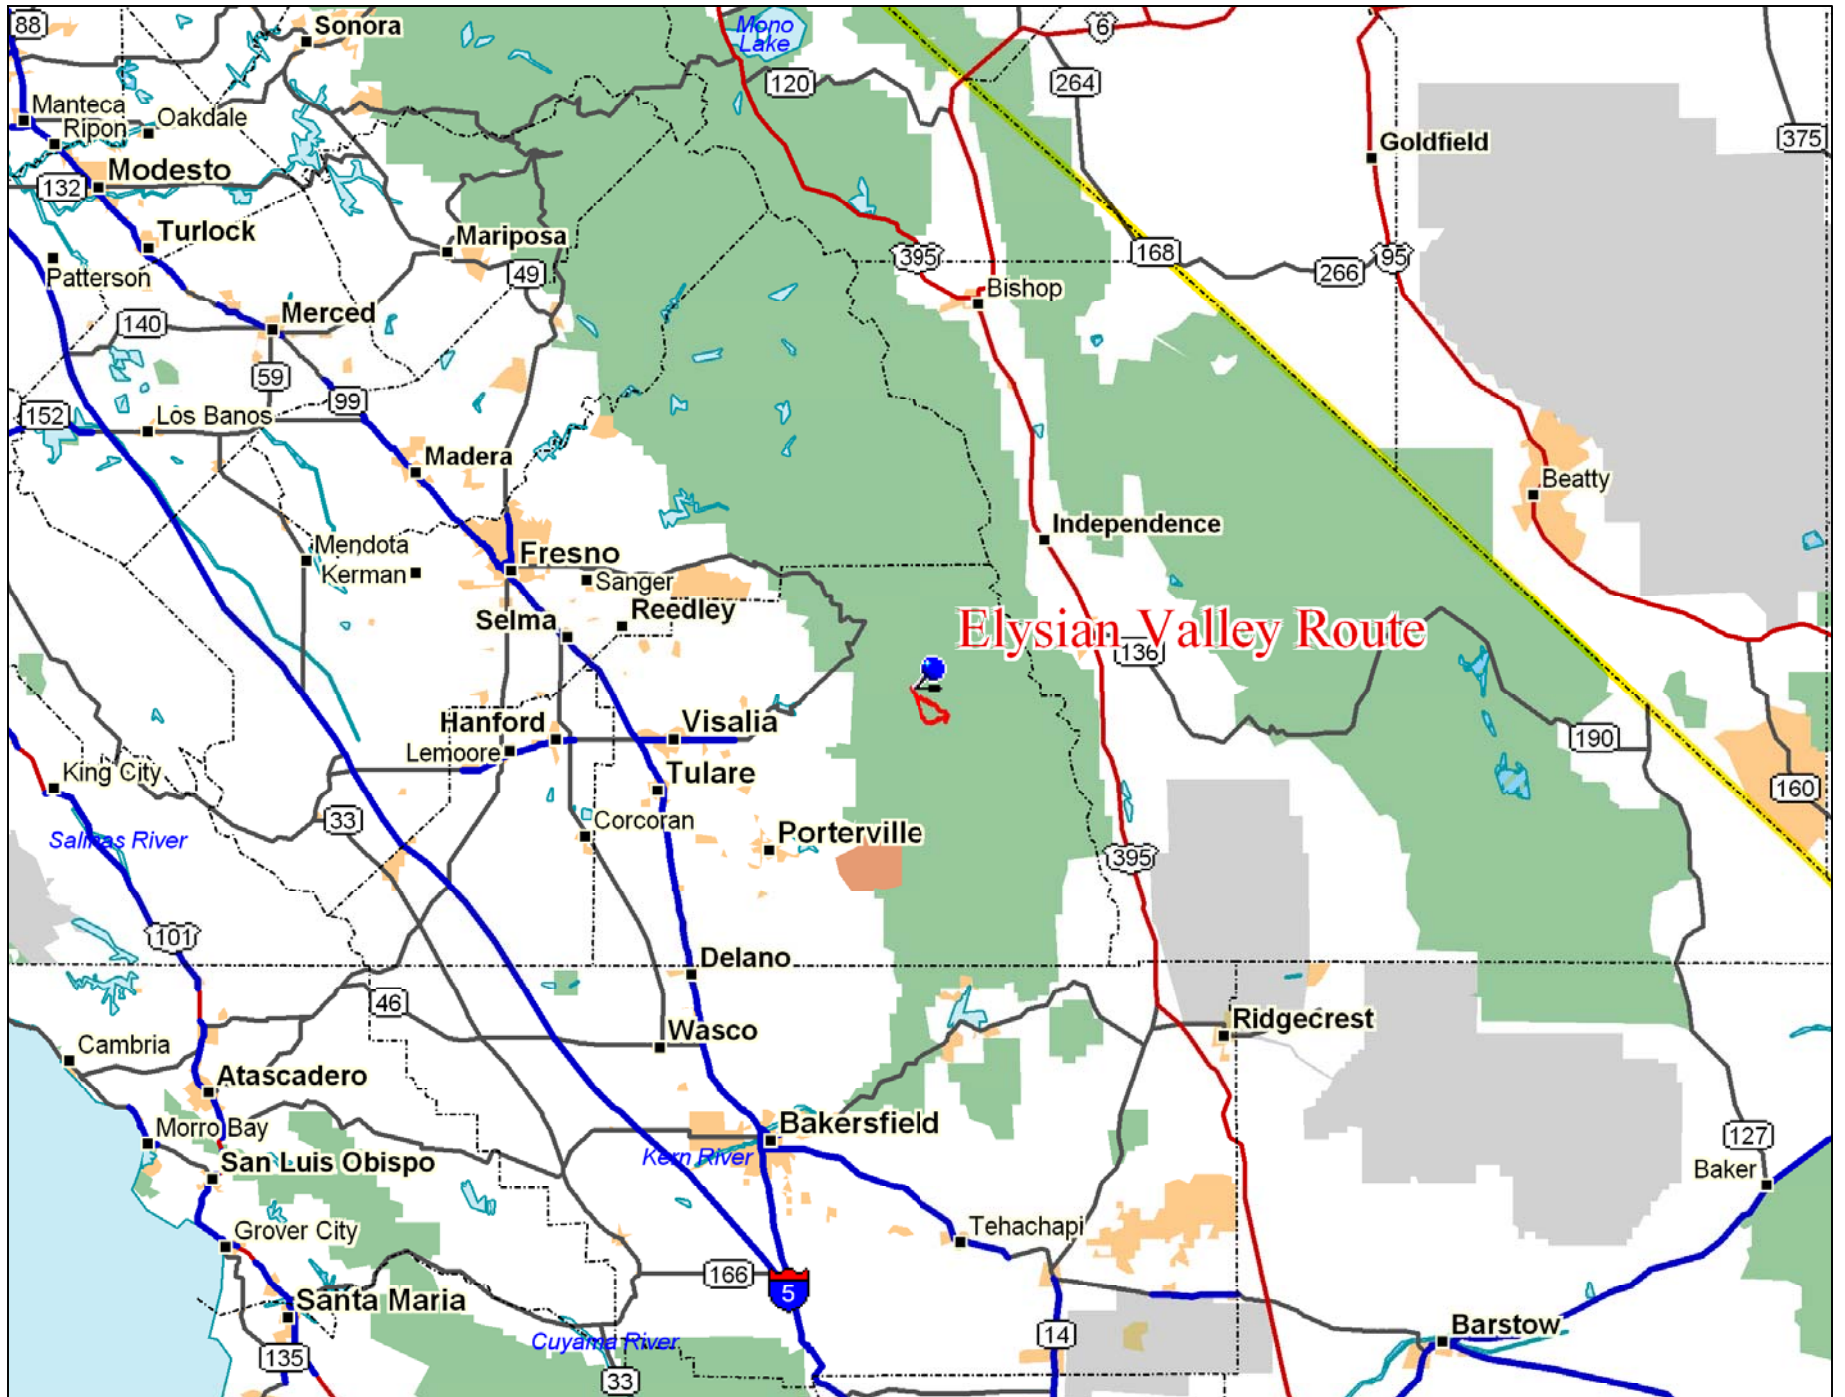 88
Sonora
Mono
Lake
6
120
264
Manteca
Oakdale
Ripon
375
Goldfield
Modesto
132
Turlock
Mariposa
395
168
95
Patterson
49
266
Bishop
Merced
140
59
99
152
Los Banos
Madera
Beatty
Independence
Mendota
Fresno
Kerman
Sanger
Reedley
Selma
Elysian Valley Route
136
Hanford
Visalia
Lemoore
190
King City
Tulare
160
33
Corcoran
Porterville
Salinas River
395
101
Delano
46
Wasco
Ridgecrest
Cambria
Atascadero
Morro Bay
Bakersfield
127
Kern River
San Luis Obispo
Baker
Grover City
Tehachapi
166
5
Santa Maria
Barstow
Cuyama River
14
135
33